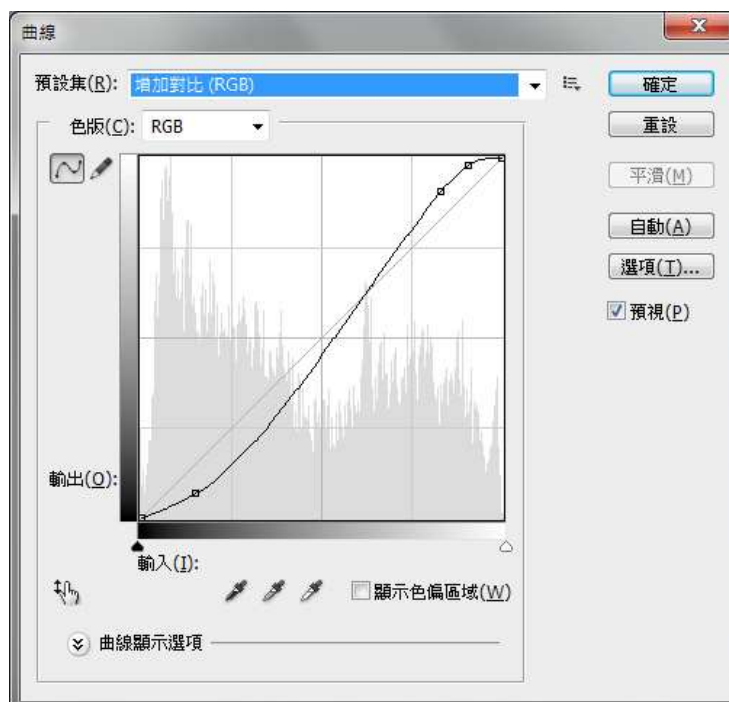 曲線
預設集(R): 增加對比 (RGB)
確定
色版(C): RGB
重設
平滑(M)
自動(A)
選項(T)...
預視(P)
輸出(O):
輸入(I):
顯示色偏區域(W)
曲線顯示選項